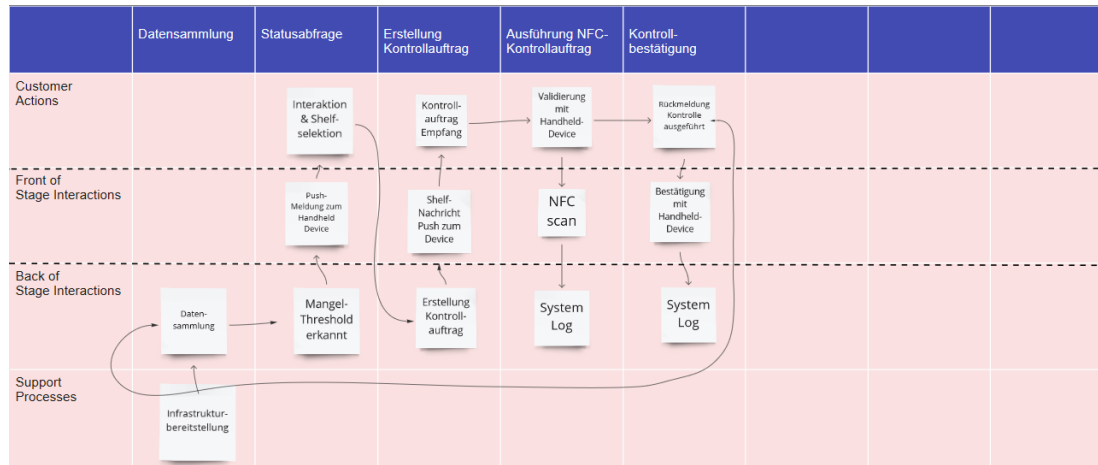 Datensammlung
Statusabfrage
Erstellung
Kontrollauftrag
Ausführung NFC-
Kontrollauftrag
Kontroll-
bestätigung
Customer
Actions
Interaktion
& Shelf-
selektion
Kontroll-
auftrag
Empfang
Validierung
mit
Handheld-
Device
Rückmeldung
Kontrolle
ausgeführt
Front of
Stage Interactions
Push-
Meldung zum
Handheld
Device
Shelf-
Nachricht
Push zum
Device
NFC
scan
Bestätigung
mit
Handheld-
Device
Back of
Stage Interactions
Daten-
sammlung
Mangel-
Threshold
erkannt
Erstellung
Kontroll-
auftrag
System
Log
System
Log
Support
Processes
Infrastruktur-
bereitstellung